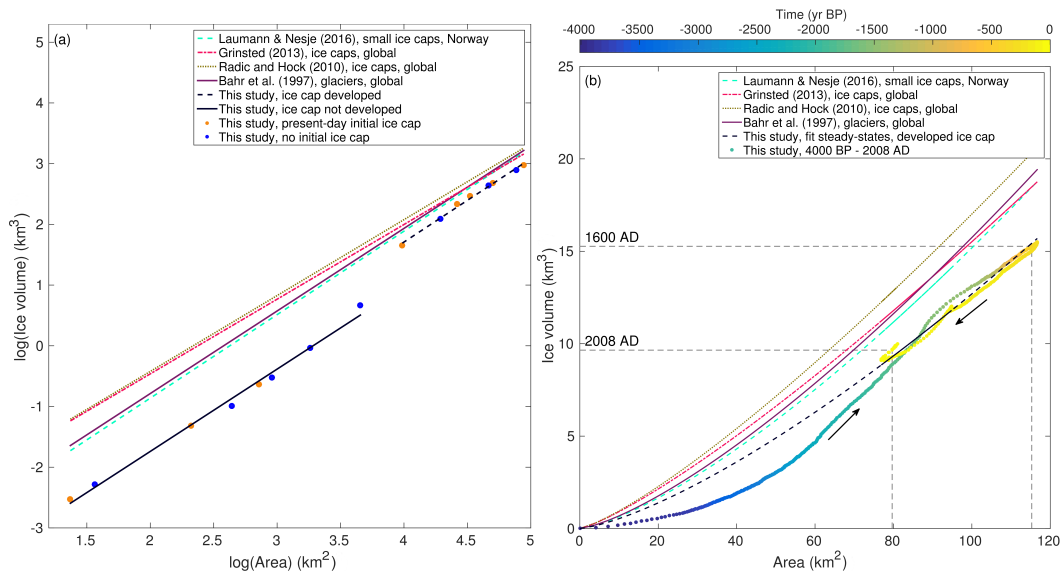 (a)
Laumann & Nesje (2016), small ice caps, Norway
Grinsted (2013), ice caps, global
Radic and Hock (2010), ice caps, global
Bahr et al. (1997), glaciers, global
This study, ice cap developed
This study, ice cap not developed
This study, present-day initial ice cap
This study, no initial ice cap
5
4
3
2
1
0
-1
-2
-3
log(Ice volume) (km³)
1.5 2 2.5 3 3.5 4 4.5 5
log(Area) (km²)
Time (yr BP)
-4000 -3500 -3000 -2500 -2000 -1500 -1000 -500 0
(b)
Laumann & Nesje (2016), small ice caps, Norway
Grinsted (2013), ice caps, global
Radic and Hock (2010), ice caps, global
Bahr et al. (1997), glaciers, global
This study, fit steady-states, developed ice cap
This study, 4000 BP - 2008 AD
25
20
15
10
5
0
Ice volume (km³)
1600 AD
2008 AD
0 20 40 60 80 100 120
Area (km²)